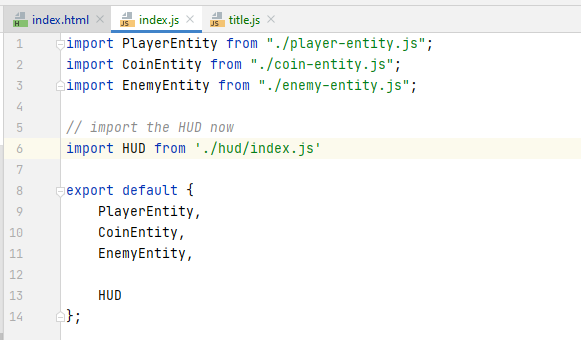 index.html × index.js × title.js ×
1 import PlayerEntity from "./player-entity.js";
2 import CoinEntity from "./coin-entity.js";
3 import EnemyEntity from "./enemy-entity.js";
4
5 // import the HUD now
6 import HUD from './hud/index.js'
7
8 export default {
9 PlayerEntity,
10 CoinEntity,
11 EnemyEntity,
12
13 HUD
14 };